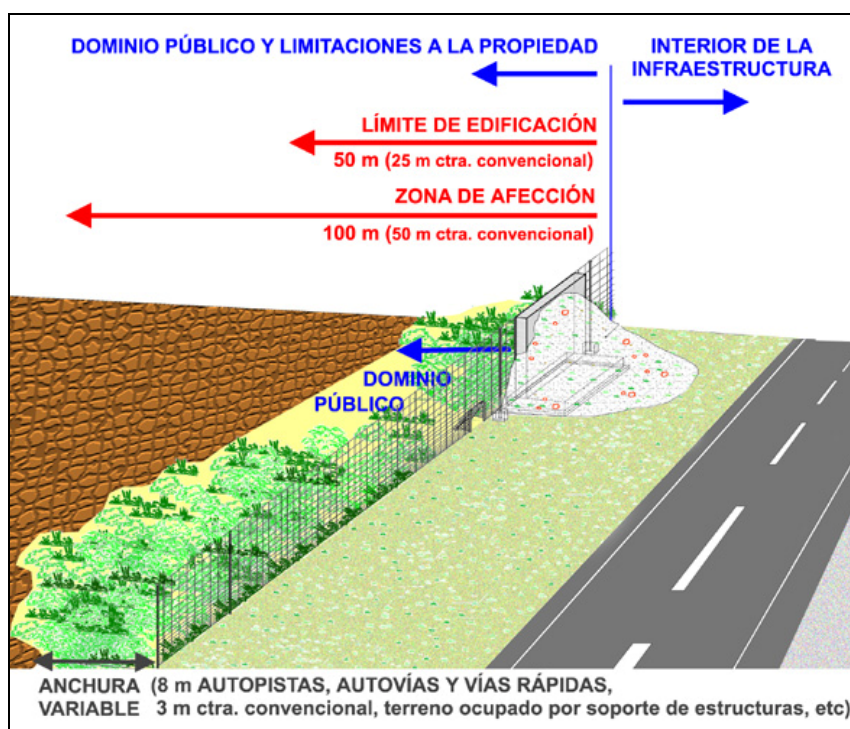 DOMINIO PÚBLICO Y LIMITACIONES A LA PROPIEDAD
INTERIOR DE LA
INFRAESTRUCTURA
LÍMITE DE EDIFICACIÓN
50 m (25 m ctra. convencional)
ZONA DE AFECCIÓN
100 m (50 m ctra. convencional)
DOMINIO
PÚBLICO
ANCHURA (8 m AUTOPISTAS, AUTOVÍAS Y VÍAS RÁPIDAS,
VARIABLE 3 m ctra. convencional, terreno ocupado por soporte de estructuras, etc)